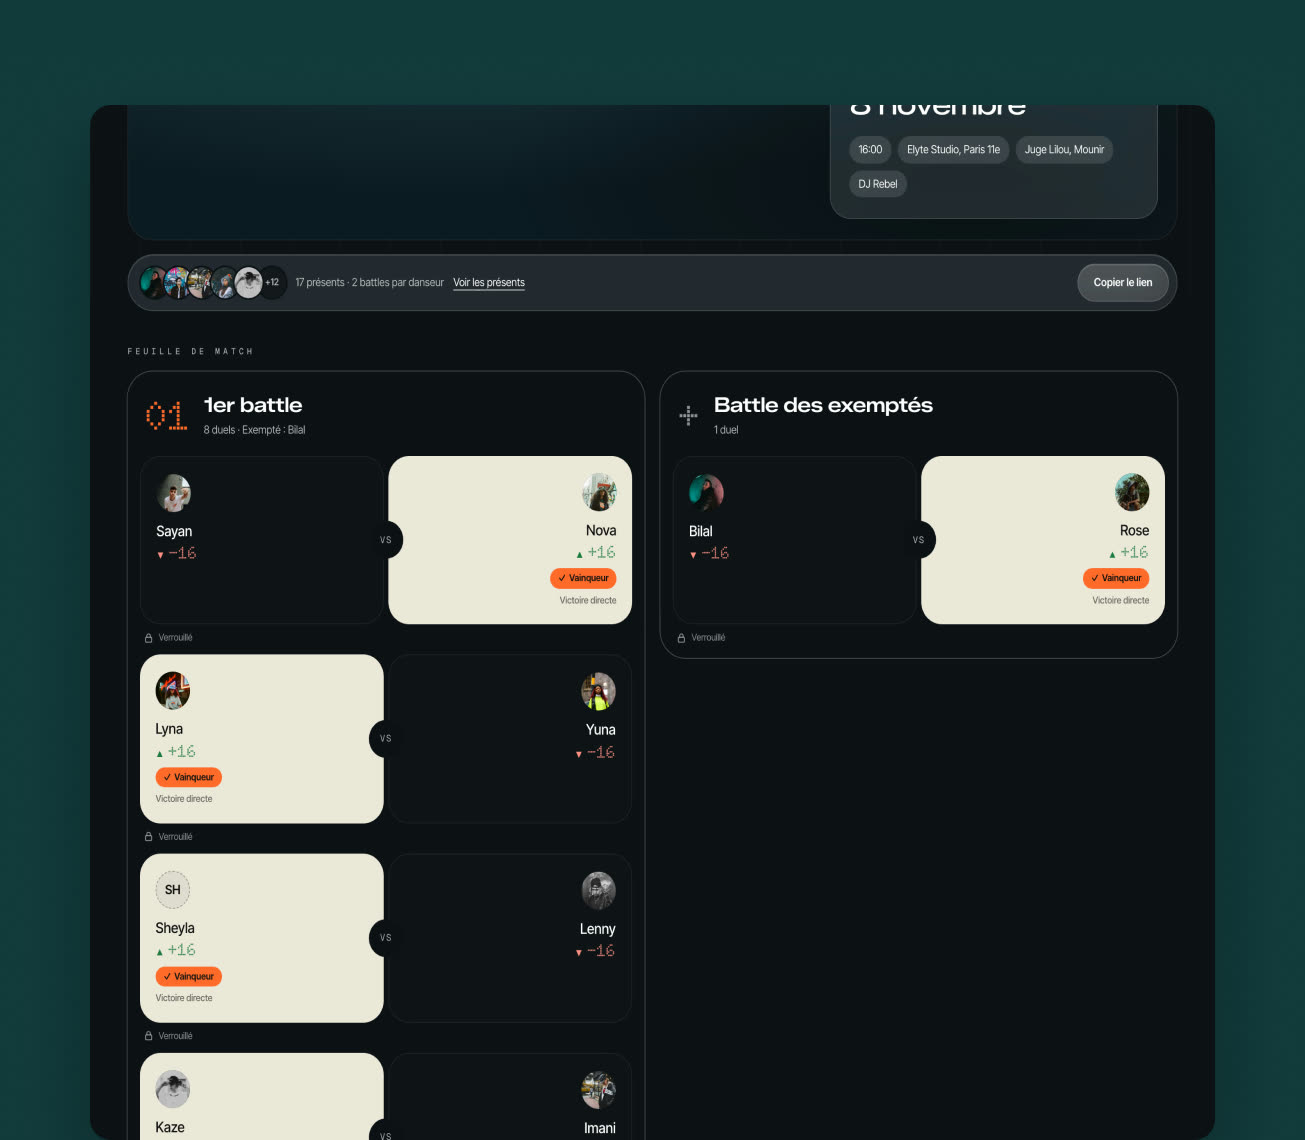 8 novembre
16:00
Elyte Studio, Paris 11e
Juge Lilou, Mounir
DJ Rebel
+12
17 présents · 2 battles par danseur
Voir les présents
Copier le lien
FEUILLE DE MATCH
01
1er battle
8 duels · Exempté : Bilal
Sayan
▼ −16
VS
Nova
▲ +16
✓ Vainqueur
Victoire directe
Verrouillé
Lyna
▲ +16
✓ Vainqueur
Victoire directe
VS
Yuna
▼ −16
Verrouillé
SH
Sheyla
▲ +16
✓ Vainqueur
Victoire directe
VS
Lenny
▼ −16
Verrouillé
Kaze
VS
Imani
+
Battle des exemptés
1 duel
Bilal
▼ −16
VS
Rose
▲ +16
✓ Vainqueur
Victoire directe
Verrouillé